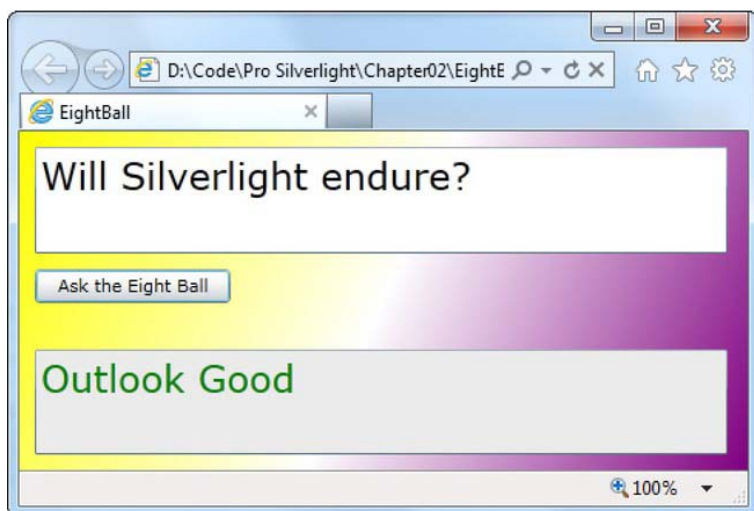 D:\Code\Pro Silverlight\Chapter02\EightE
EightBall
Will Silverlight endure?
Ask the Eight Ball
Outlook Good
100%